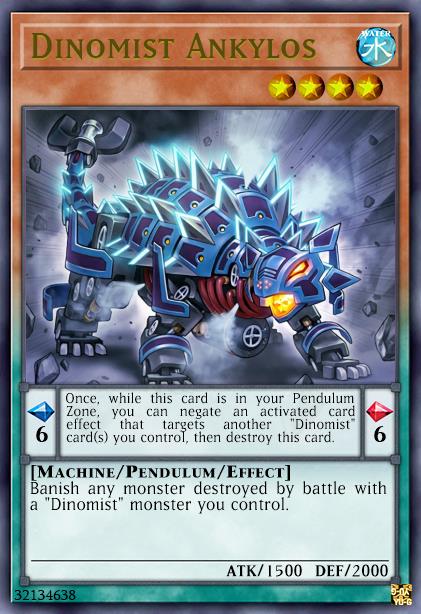 DINOMIST ANKYLOS
WATER
水
6
Once, while this card is in your Pendulum
Zone, you can negate an activated card
effect that targets another "Dinomist"
card(s) you control, then destroy this card.
6
[MACHINE/PENDULUM/EFFECT]
Banish any monster destroyed by battle with
a "Dinomist" monster you control.
ATK/1500 DEF/2000
32134638